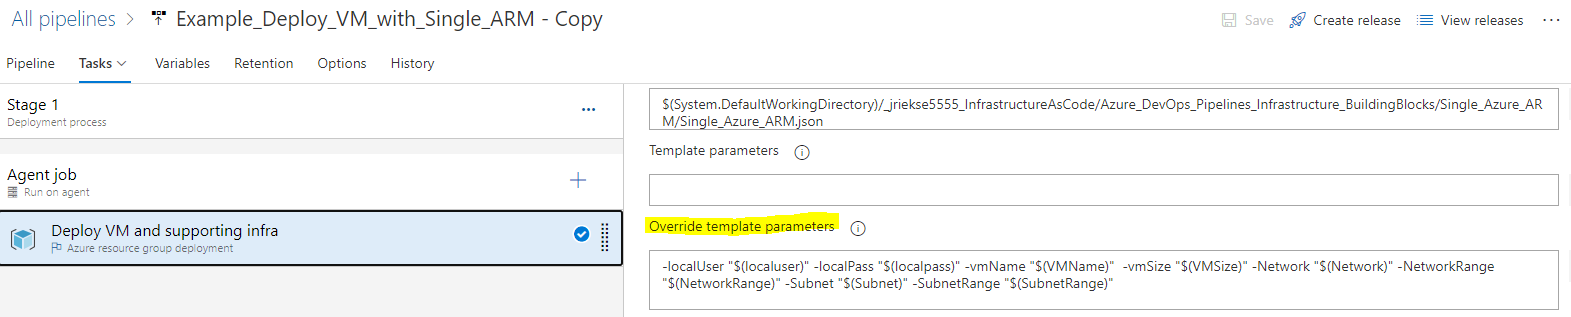 All pipelines > Example_Deploy_VM_with_Single_ARM - Copy
Save Create release View releases ...
Pipeline Tasks Variables Retention Options History
Stage 1
Deployment process
Agent job
Run on agent
Deploy VM and supporting infra
Azure resource group deployment
$(System.DefaultWorkingDirectory)/_jriekse5555_InfrastructureAsCode/Azure_DevOps_Pipelines_Infrastructure_BuildingBlocks/Single_Azure_AR
M/Single_Azure_ARM.json
Template parameters
Override template parameters
-localUser "$(localuser)" -localPass "$(localpass)" -vmName "$(VMName)"  -vmSize "$(VMSize)" -Network "$(Network)" -NetworkRange
"$(NetworkRange)" -Subnet "$(Subnet)" -SubnetRange "$(SubnetRange)"